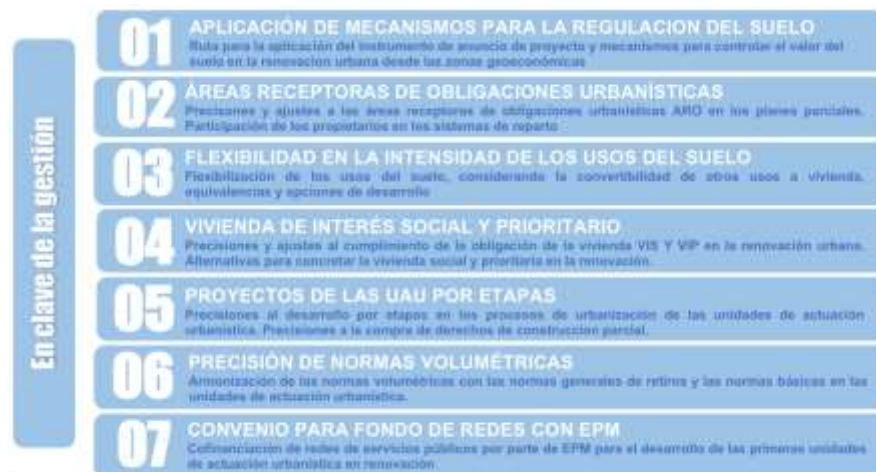 En clave de la gestión
01 APLICACIÓN DE MECANISMOS PARA LA REGULACION DEL SUELO
Ruta para la aplicación del instrumento de anuncio de proyecto y mecanismos para controlar el valor del
suelo en la renovación urbana desde las zonas geoeconómicas
02 ÁREAS RECEPTORAS DE OBLIGACIONES URBANÍSTICAS
Precisones y ajustes a las áreas receptoras de obligaciones urbanísticas ARO en los planes parciales.
Participación de los propietarios en los sistemas de reparto
03 FLEXIBILIDAD EN LA INTENSIDAD DE LOS USOS DEL SUELO
Flexibilización de los usos del suelo, considerando la convertibilidad de otros usos a vivienda,
equivalencias y opciones de desarrollo
04 VIVIENDA DE INTERÉS SOCIAL Y PRIORITARIO
Precisiones y ajustes al cumplimiento de la obligación de la vivienda VIS Y VIP en la renovación urbana.
Alternativas para concretar la vivienda social y prioritaria en la renovación.
05 PROYECTOS DE LAS UAU POR ETAPAS
Precisiones al desarrollo por etapas en los procesos de urbanización de las unidades de actuación
urbanística. Precisiones a la compra de derechos de construccion parcial.
06 PRECISIÓN DE NORMAS VOLUMÉTRICAS
Armonización de las normas volumétricas con las normas generales de retiros y las normas básicas en las
unidades de actuación urbanística.
07 CONVENIO PARA FONDO DE REDES CON EPM
Cofinanciación de redes de servicios públicos por parte de EPM para el desarrollo de las primeras unidades
de actuación urbanística en renovación